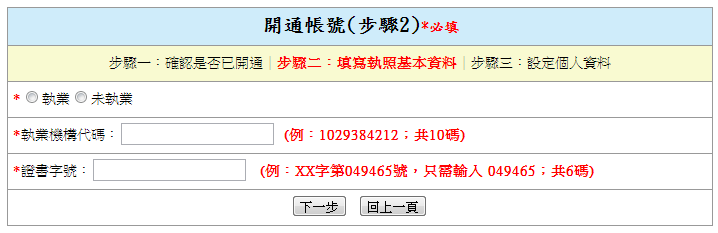 開通帳號(步驟2)*必填
步驟一：確認是否已開通｜步驟二：填寫執照基本資料｜步驟三：設定個人資料
* 執業 未執業
*執業機構代碼： (例：1029384212；共10碼)
*證書字號： (例：XX字第049465號，只需輸入 049465；共6碼)
下一步 回上一頁